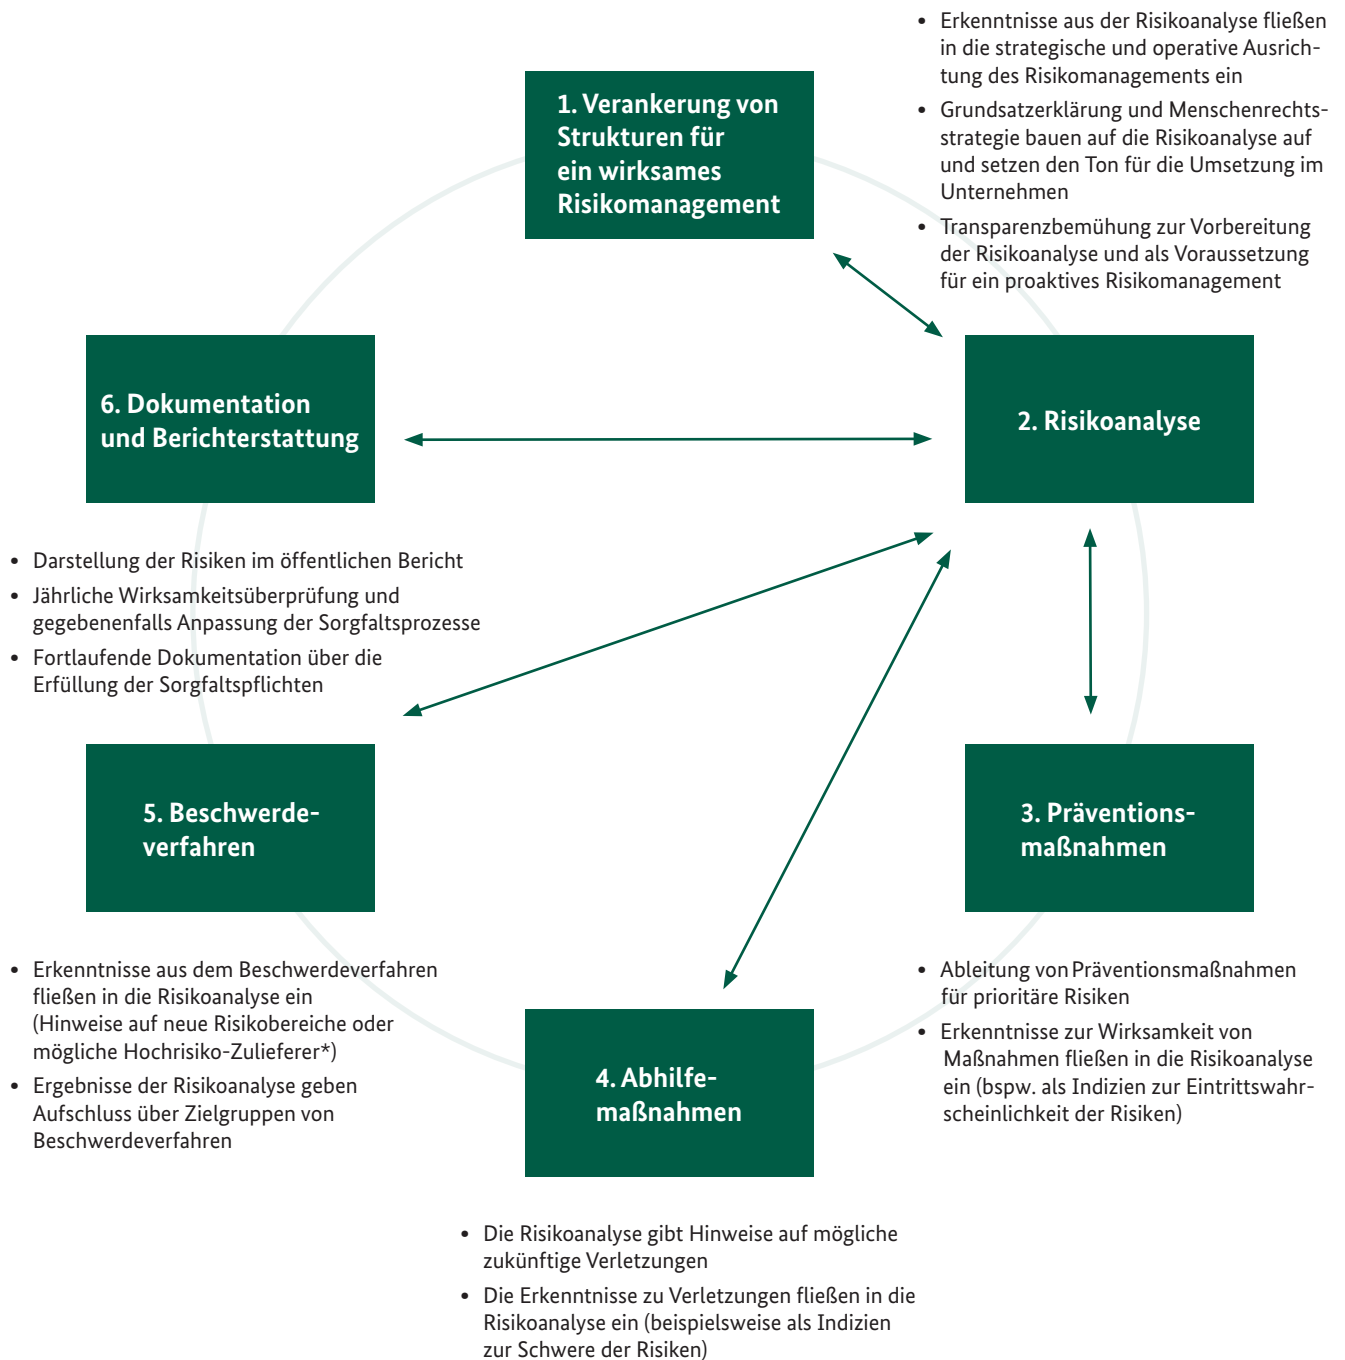 1. Verankerung von
Strukturen für
ein wirksames
Risikomanagement
• Erkenntnisse aus der Risikoanalyse fließen
in die strategische und operative Ausrich-
tung des Risikomanagements ein
• Grundsatzerklärung und Menschenrechts-
strategie bauen auf die Risikoanalyse auf
und setzen den Ton für die Umsetzung im
Unternehmen
• Transparenzbemühung zur Vorbereitung
der Risikoanalyse und als Voraussetzung
für ein proaktives Risikomanagement
2. Risikoanalyse
3. Präventions-
maßnahmen
• Ableitung von Präventionsmaßnahmen
für prioritäre Risiken
• Erkenntnisse zur Wirksamkeit von
Maßnahmen fließen in die Risikoanalyse
ein (bspw. als Indizien zur Eintrittswahr-
scheinlichkeit der Risiken)
4. Abhilfe-
maßnahmen
• Die Risikoanalyse gibt Hinweise auf mögliche
zukünftige Verletzungen
• Die Erkenntnisse zu Verletzungen fließen in die
Risikoanalyse ein (beispielsweise als Indizien
zur Schwere der Risiken)
5. Beschwerde-
verfahren
• Erkenntnisse aus dem Beschwerdeverfahren
fließen in die Risikoanalyse ein
(Hinweise auf neue Risikobereiche oder
mögliche Hochrisiko-Zulieferer*)
• Ergebnisse der Risikoanalyse geben
Aufschluss über Zielgruppen von
Beschwerdeverfahren
6. Dokumentation
und Berichterstattung
• Darstellung der Risiken im öffentlichen Bericht
• Jährliche Wirksamkeitsüberprüfung und
gegebenenfalls Anpassung der Sorgfaltsprozesse
• Fortlaufende Dokumentation über die
Erfüllung der Sorgfaltspflichten